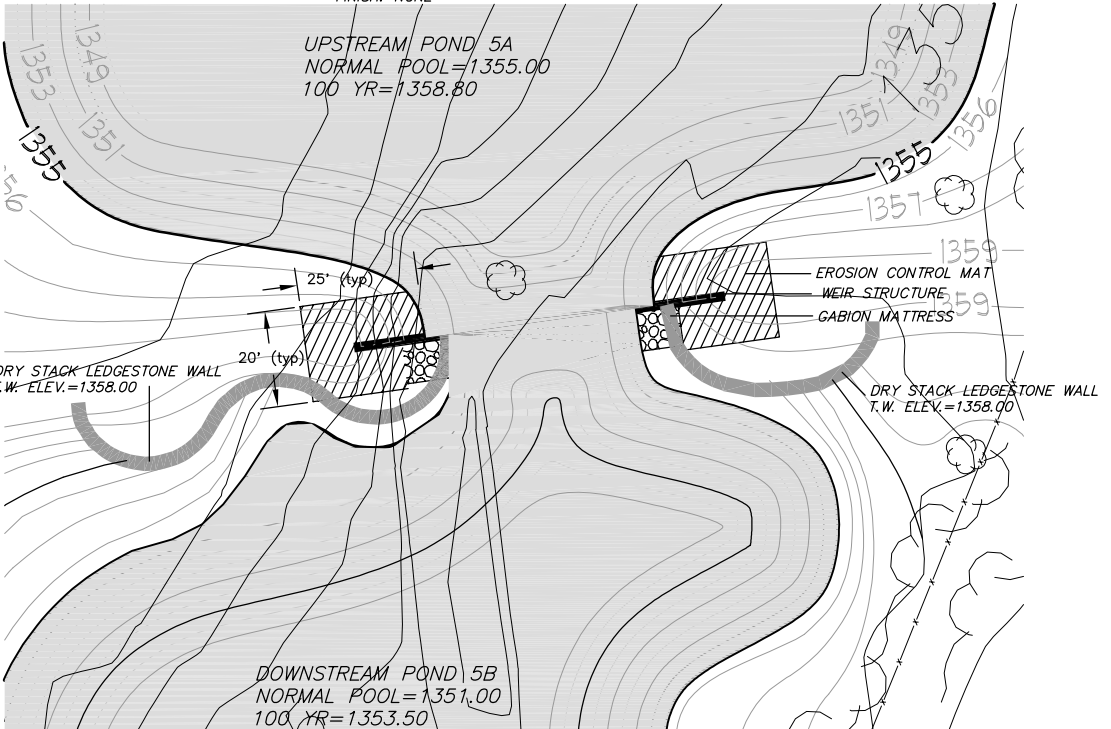 UPSTREAM POND 5A
NORMAL POOL=1355.00
100 YR=1358.80
1349
1353
1351
1355
56
1349
1353
1351
1356
1355
1357
1359
1359
25' (typ)
20' (typ)
EROSION CONTROL MAT
WEIR STRUCTURE
GABION MATTRESS
DRY STACK LEDGESTONE WALL
T.W. ELEV.=1358.00
DRY STACK LEDGESTONE WALL
T.W. ELEV.=1358.00
DOWNSTREAM POND 5B
NORMAL POOL=1351.00
100 YR=1353.50